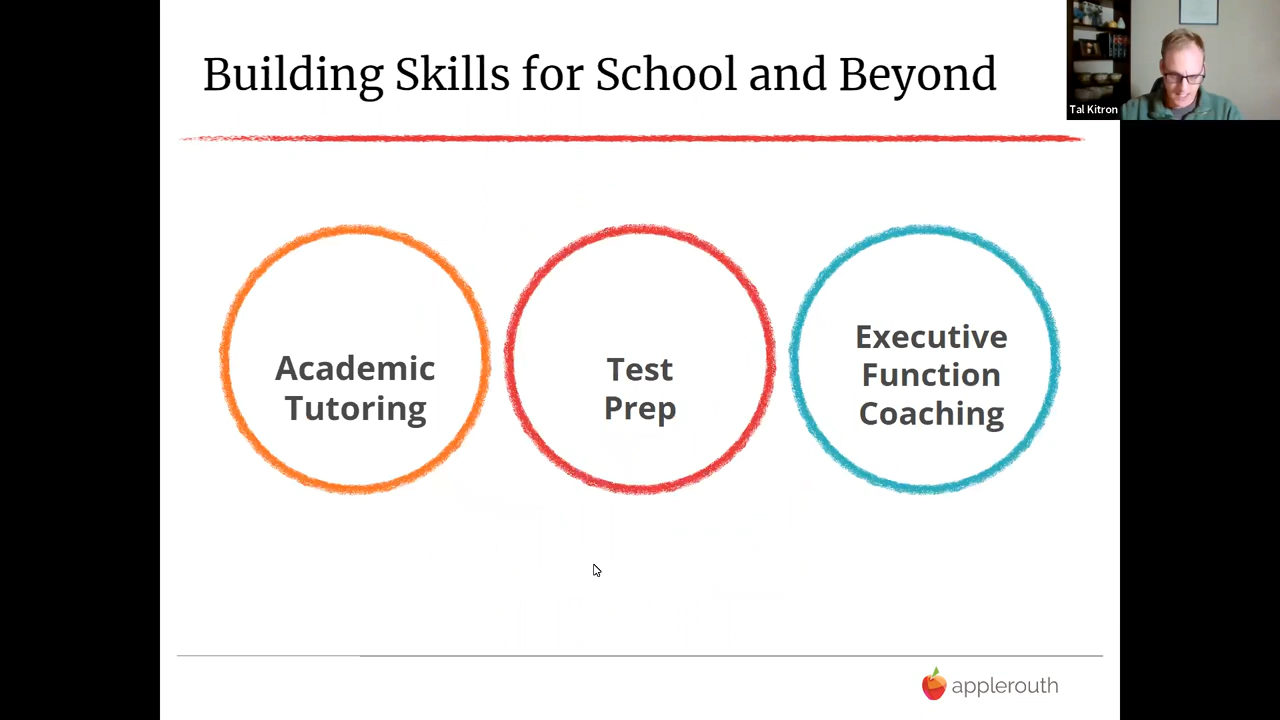 Building Skills for School and Beyond
Tal Kitron
Academic
Tutoring
Test
Prep
Executive
Function
Coaching
applerouth